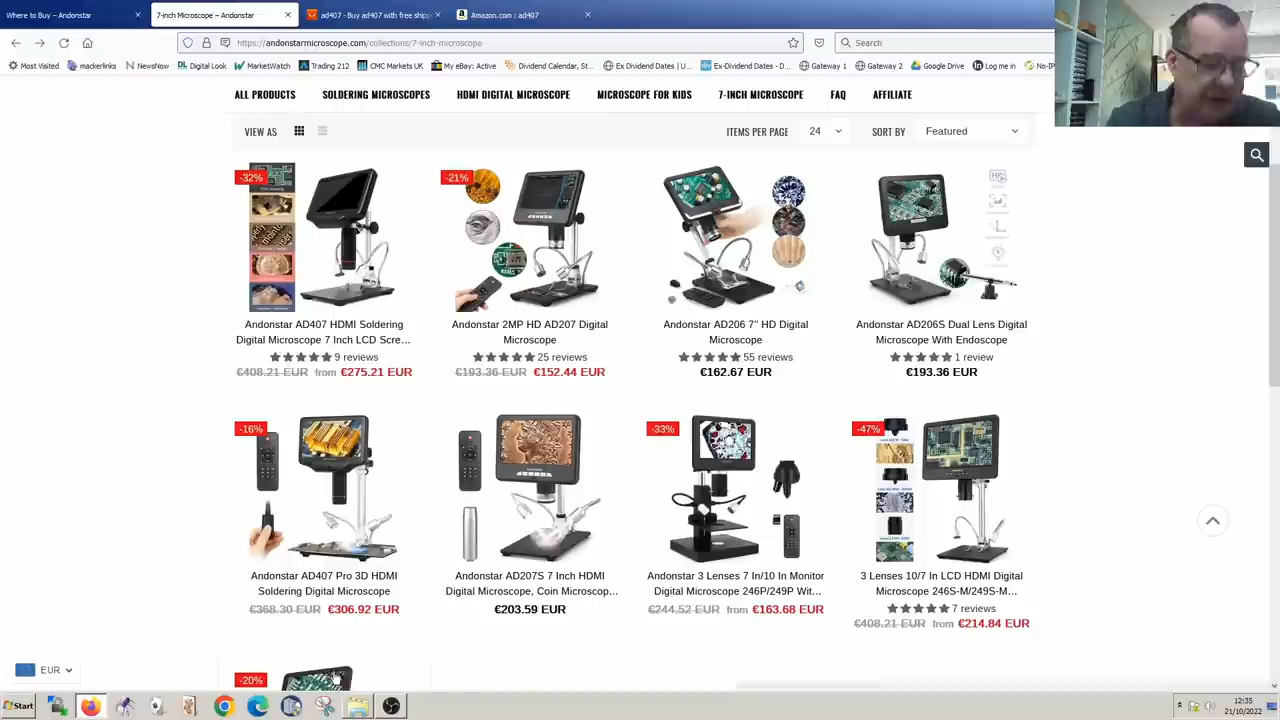 Where to Buy – Andonstar
7-inch Microscope – Andonstar
ad407 - Buy ad407 with free ship
Amazon.com : ad407
https://andonstarmicroscope.com/collections/7-inch-microscope
Search
Most Visited
mackerlinks
NewsNow
Digital Look
MarketWatch
Trading 212
CMC Markets UK
My eBay: Active
Dividend Calendar, St...
Ex Dividend Dates | U...
Ex-Dividend Dates - D...
Gateway 1
Gateway 2
Google Drive
Log me in
No-IP
ALL PRODUCTS
SOLDERING MICROSCOPES
HDMI DIGITAL MICROSSOPE
MICROSCOPE FOR KIDS
7-INCH MICROSCOPE
FAQ
AFFILIATE
VIEW AS
ITEMS PER PAGE
24
SORT BY
Featured
-32%
-21%
Andonstar AD407 HDMI Soldering
Digital Microscope 7 Inch LCD Scre...
9 reviews
€408.21 EUR from €275.21 EUR
Andonstar 2MP HD AD207 Digital
Microscope
25 reviews
€193.36 EUR €152.44 EUR
Andonstar AD206 7" HD Digital
Microscope
55 reviews
€162.67 EUR
Andonstar AD206S Dual Lens Digital
Microscope With Endoscope
1 review
€193.36 EUR
-16%
-33%
-47%
Andonstar AD407 Pro 3D HDMI
Soldering Digital Microscope
€368.30 EUR €306.92 EUR
Andonstar AD207S 7 Inch HDMI
Digital Microscope, Coin Microscop...
€203.59 EUR
Andonstar 3 Lenses 7 In/10 In Monitor
Digital Microscope 246P/249P Wit...
€244.52 EUR from €163.68 EUR
3 Lenses 10/7 In LCD HDMI Digital
Microscope 246S-M/249S-M...
7 reviews
€408.21 EUR from €214.84 EUR
-20%
EUR
Start
12:35
21/10/2022